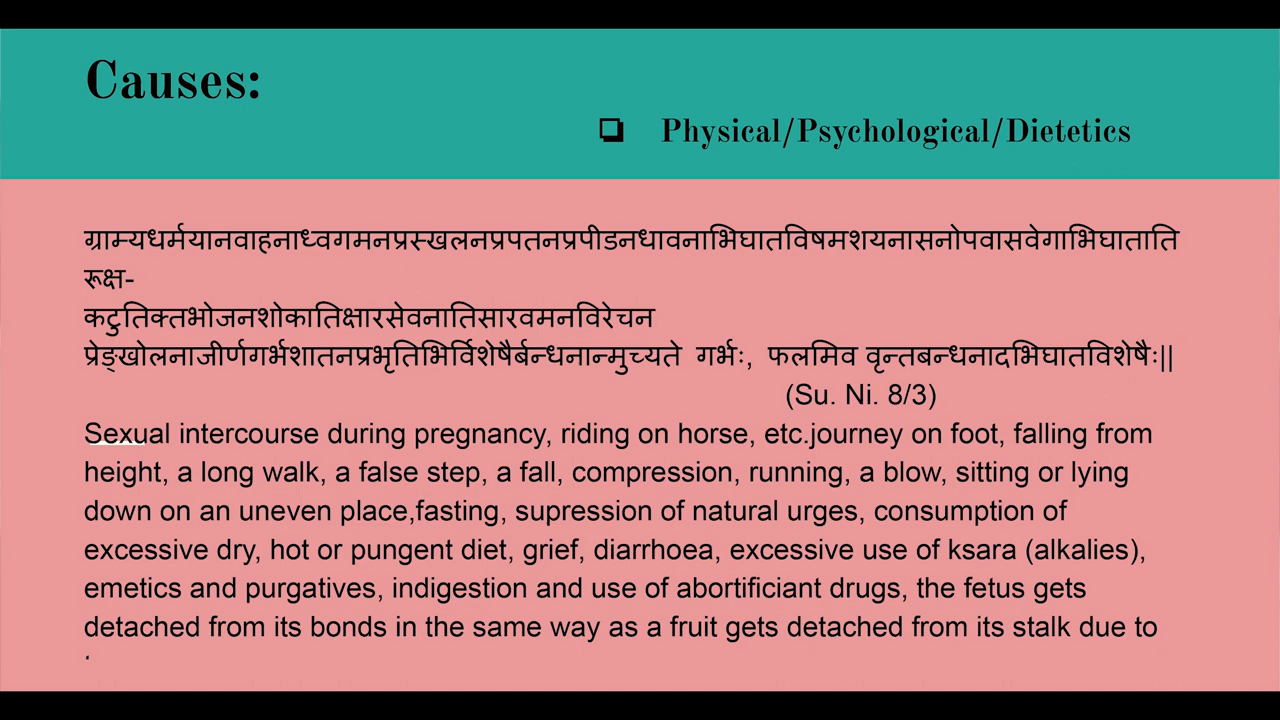 Causes:
❏ Physical/Psychological/Dietetics
ग्राम्यधर्मयानवाहनाध्वगमनप्रस्खलनप्रपतनप्रपीडनधावनाभिघातविषमशयनासनोपवासवेगाभिघाताति
रूक्ष-
कटुतिक्तभोजनशोकातिक्षारसेवनातिसारवमनविरेचन
प्रेङ्खोलनाजीर्णगर्भशातनप्रभृतिभिर्विशेषैर्बन्धनान्मुच्यते गर्भः, फलमिव वृन्तबन्धनादभिघातविशेषैः||
(Su. Ni. 8/3)
Sexual intercourse during pregnancy, riding on horse, etc.journey on foot, falling from
height, a long walk, a false step, a fall, compression, running, a blow, sitting or lying
down on an uneven place,fasting, supression of natural urges, consumption of
excessive dry, hot or pungent diet, grief, diarrhoea, excessive use of ksara (alkalies),
emetics and purgatives, indigestion and use of abortificiant drugs, the fetus gets
detached from its bonds in the same way as a fruit gets detached from its stalk due to